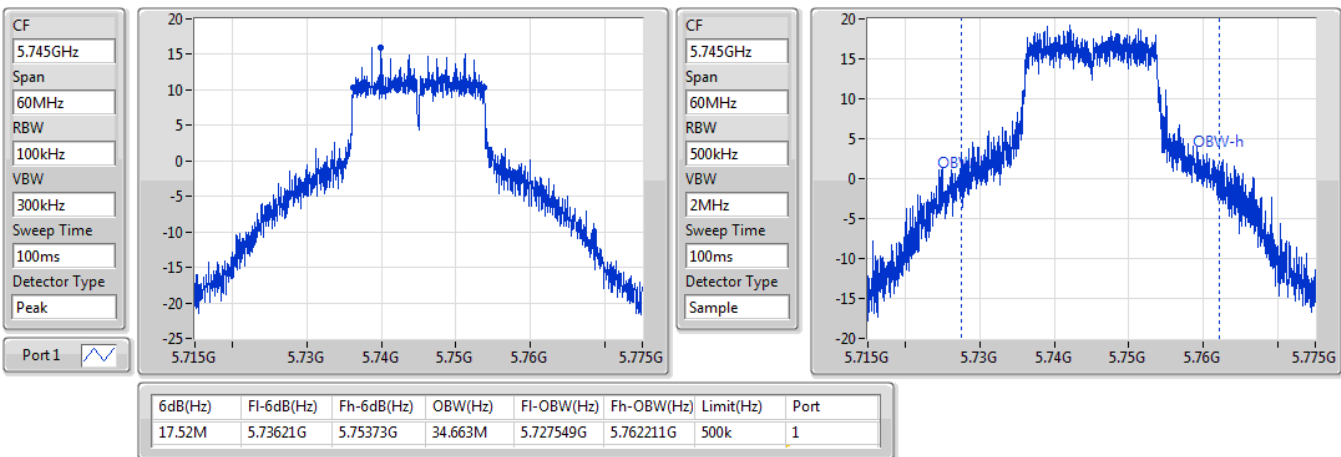 CF
5.745GHz
Span
60MHz
RBW
100kHz
VBW
300kHz
Sweep Time
100ms
Detector Type
Peak
Port 1
20
15
10
5
0
-5
-10
-15
-20
-25
5.715G 5.73G 5.74G 5.75G 5.76G 5.775G
CF
5.745GHz
Span
60MHz
RBW
500kHz
VBW
2MHz
Sweep Time
100ms
Detector Type
Sample
20
15
10
5
0
-5
-10
-15
-20
OBW-h
5.715G 5.73G 5.74G 5.75G 5.76G 5.775G
6dB(Hz) Fl-6dB(Hz) Fh-6dB(Hz) OBW(Hz) Fl-OBW(Hz) Fh-OBW(Hz) Limit(Hz) Port
17.52M 5.73621G 5.75373G 34.663M 5.727549G 5.762211G 500k 1